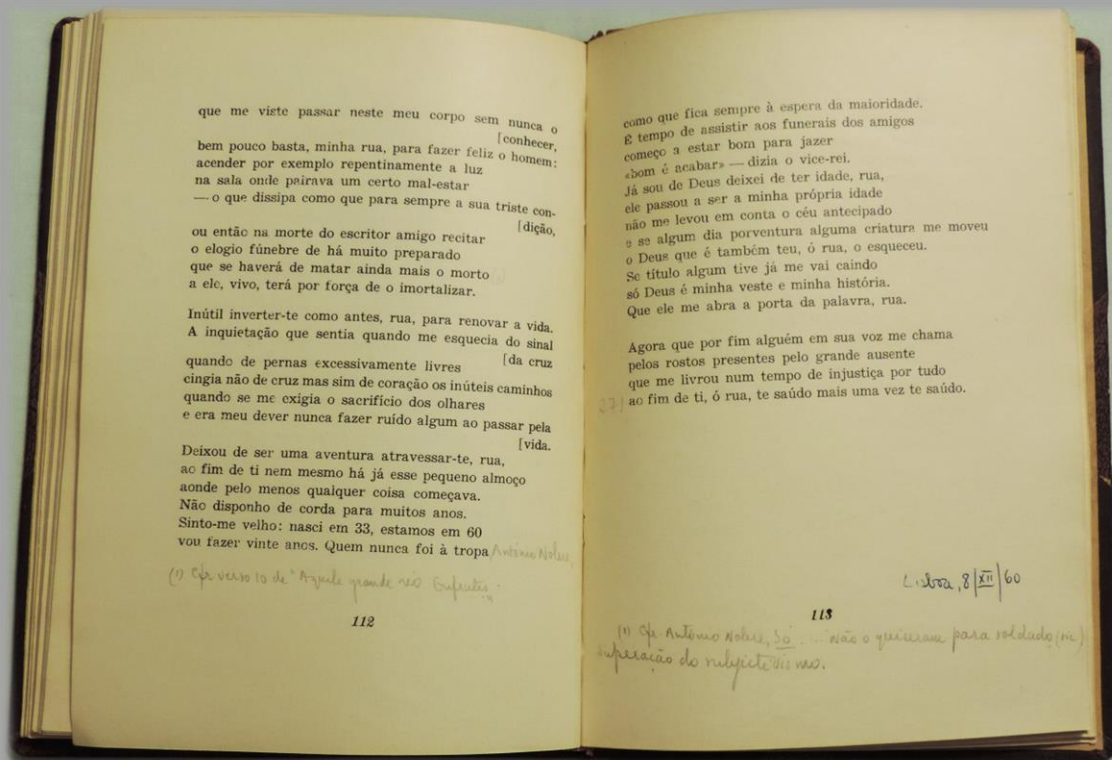 que me viste passar neste meu corpo sem nunca o
[conhecer,
bem pouco basta, minha rua, para fazer feliz o homem:
acender por exemplo repentinamente a luz
na sala onde pairava um certo mal-estar
— o que dissipa como que para sempre a sua triste con-
[dição,
ou então na morte do escritor amigo recitar
o elogio fúnebre de há muito preparado
que se haverá de matar ainda mais o morto
a ele, vivo, terá por força de o imortalizar.
Inútil inverter-te como antes, rua, para renovar a vida.
A inquietação que sentia quando me esquecia do sinal
[da cruz
quando de pernas excessivamente livres
cingia não de cruz mas sim de coração os inúteis caminhos
quando se me exigia o sacrifício dos olhares
e era meu dever nunca fazer ruído algum ao passar pela
[vida.
Deixou de ser uma aventura atravessar-te, rua,
ao fim de ti nem mesmo há já esse pequeno almoço
aonde pelo menos qualquer coisa começava.
Não disponho de corda para muitos anos.
Sinto-me velho: nasci em 33, estamos em 60
vou fazer vinte anos. Quem nunca foi à tropa António Nobre
(1) Cfr verso 10 de "Aquele grande rio Eufrates"
112
como que fica sempre à espera da maioridade.
É tempo de assistir aos funerais dos amigos
começo a estar bom para jazer
«bom é acabar» — dizia o vice-rei.
Já sou de Deus deixei de ter idade, rua,
ele passou a ser a minha própria idade
não me levou em conta o céu antecipado
e se algum dia porventura alguma criatura me moveu
o Deus que é também teu, ó rua, o esqueceu.
Se título algum tive já me vai caindo
só Deus é minha veste e minha história.
Que ele me abra a porta da palavra, rua.
Agora que por fim alguém em sua voz me chama
pelos rostos presentes pelo grande ausente
que me livrou num tempo de injustiça por tudo
27) ao fim de ti, ó rua, te saúdo mais uma vez te saúdo.
Lisboa, 8|XII|60
113
(1) Cfr. António Nobre, Só ... Não o quiseram para soldado (sic)
superação do subjectivismo.